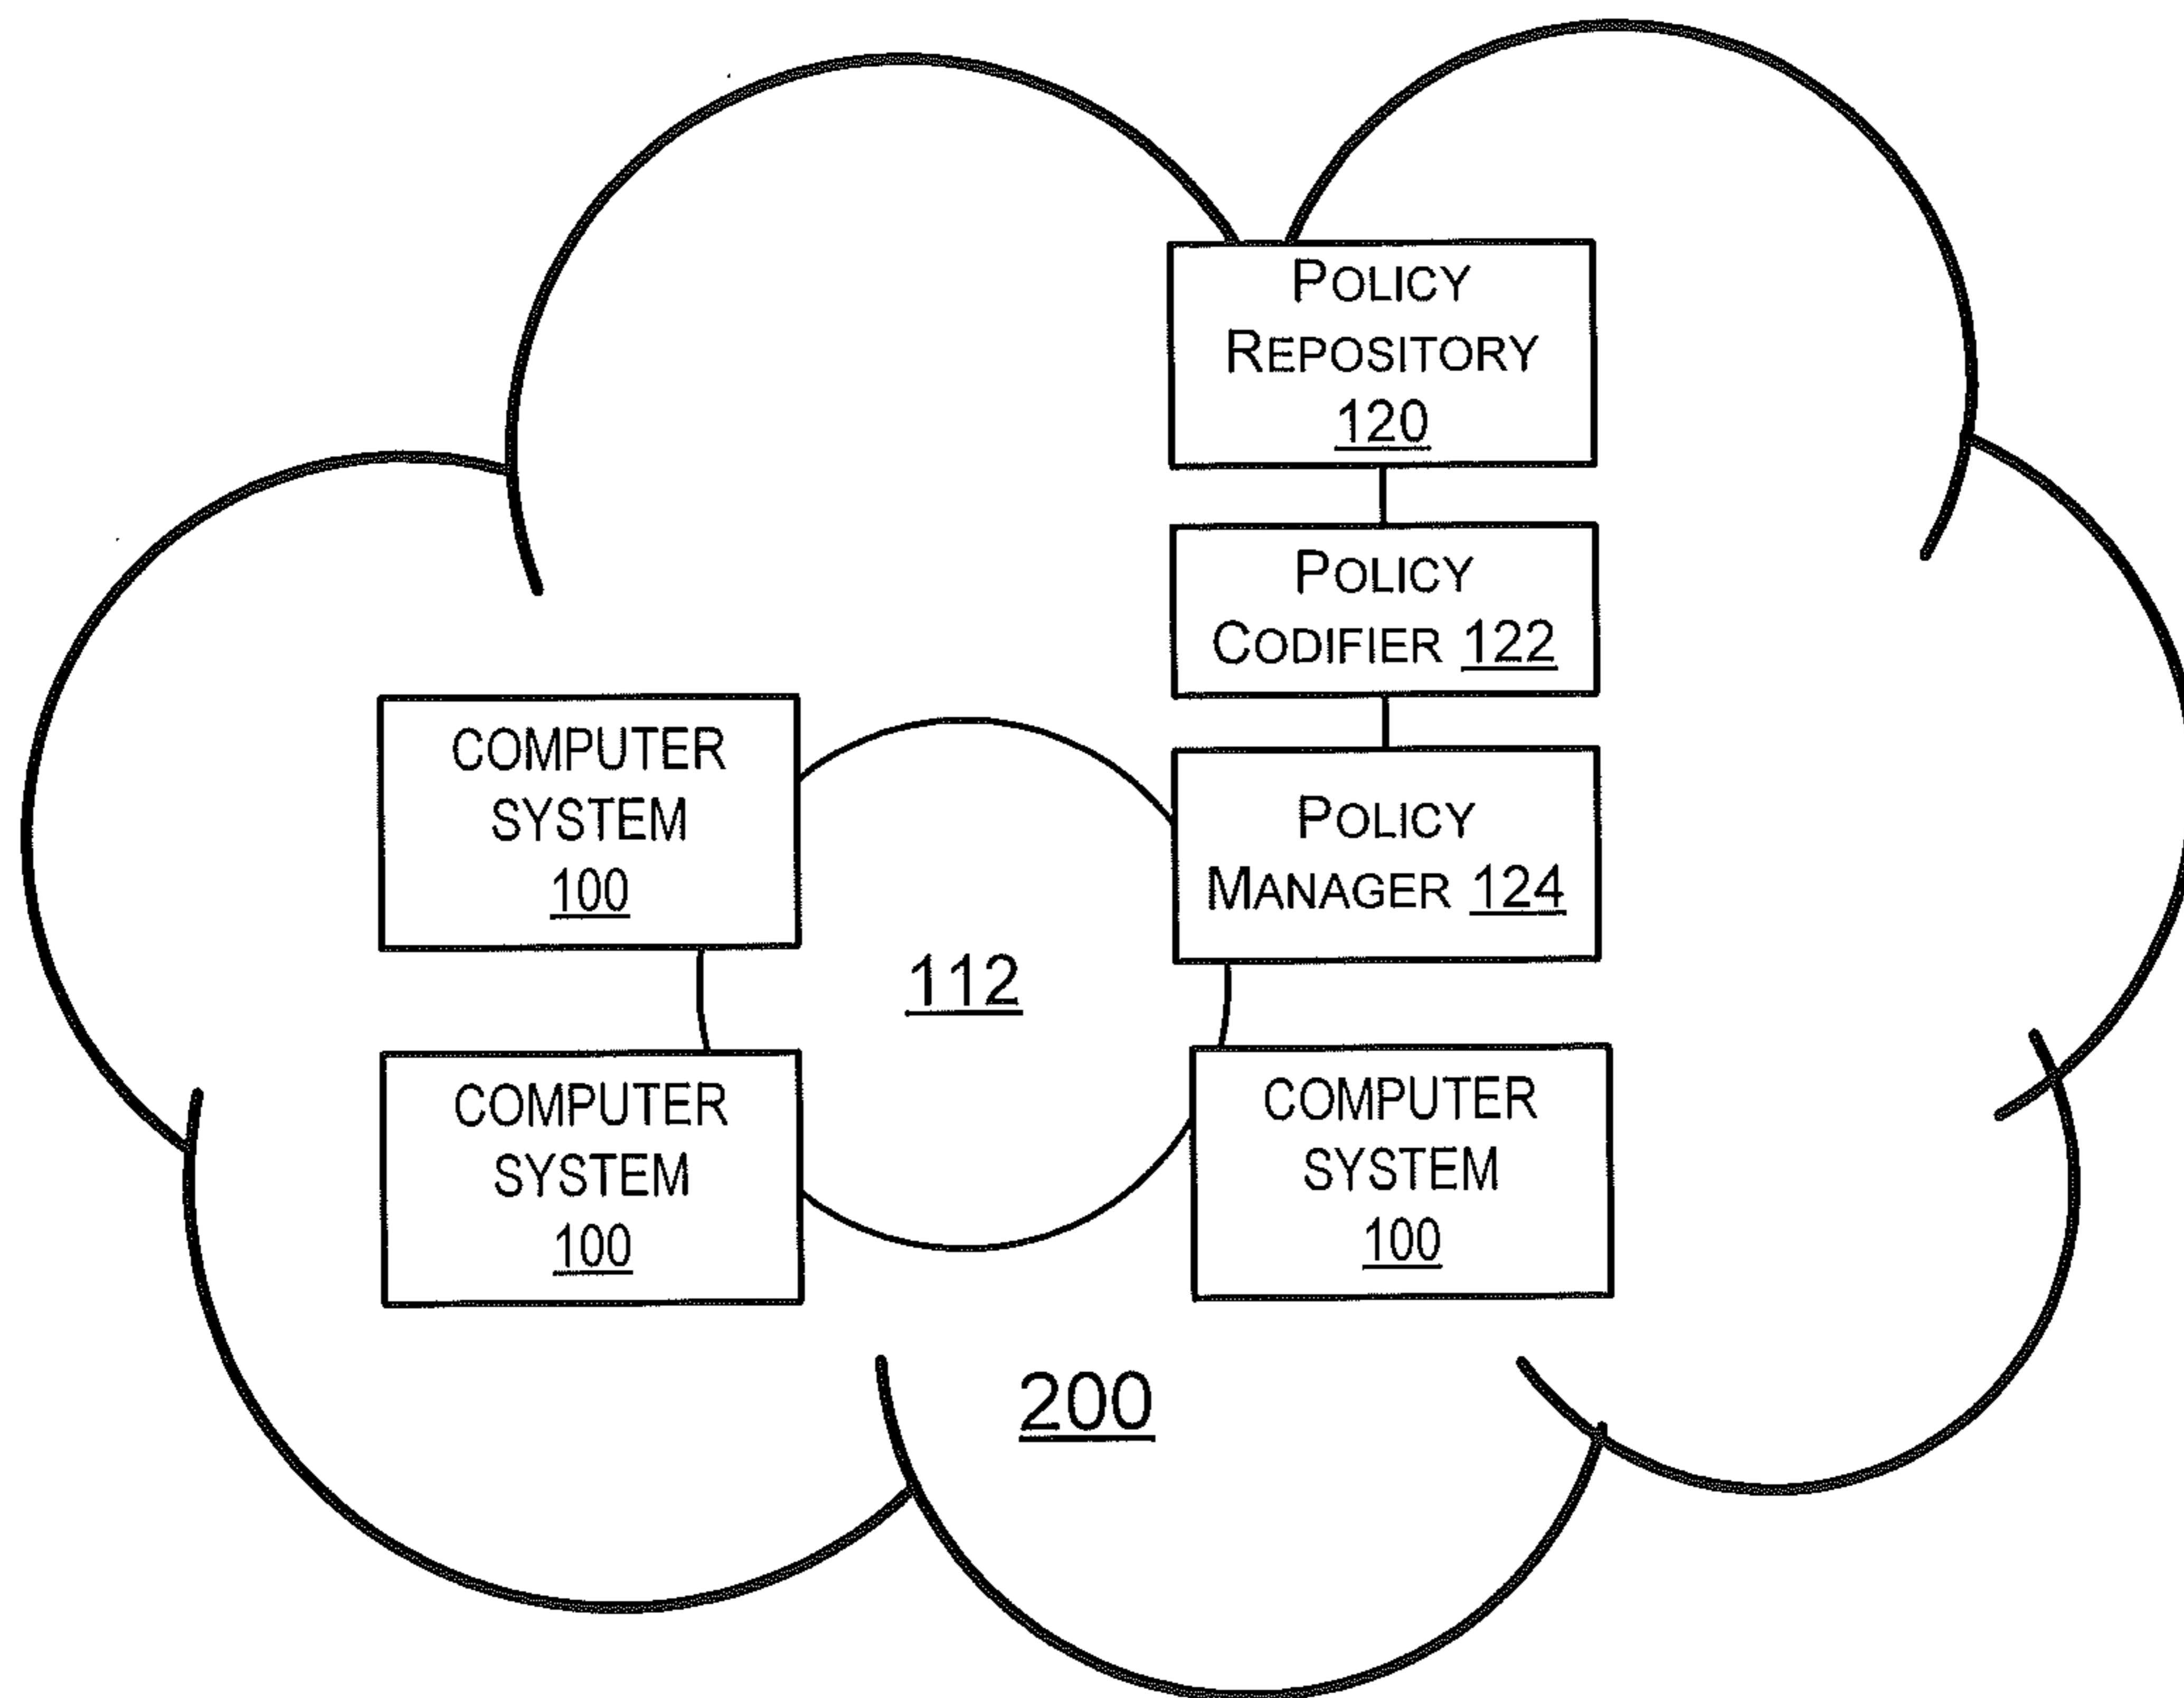 POLICY
REPOSITORY
120
POLICY
CODIFIER 122
COMPUTER
SYSTEM
100
POLICY
MANAGER 124
112
COMPUTER
SYSTEM
100
COMPUTER
SYSTEM
100
200